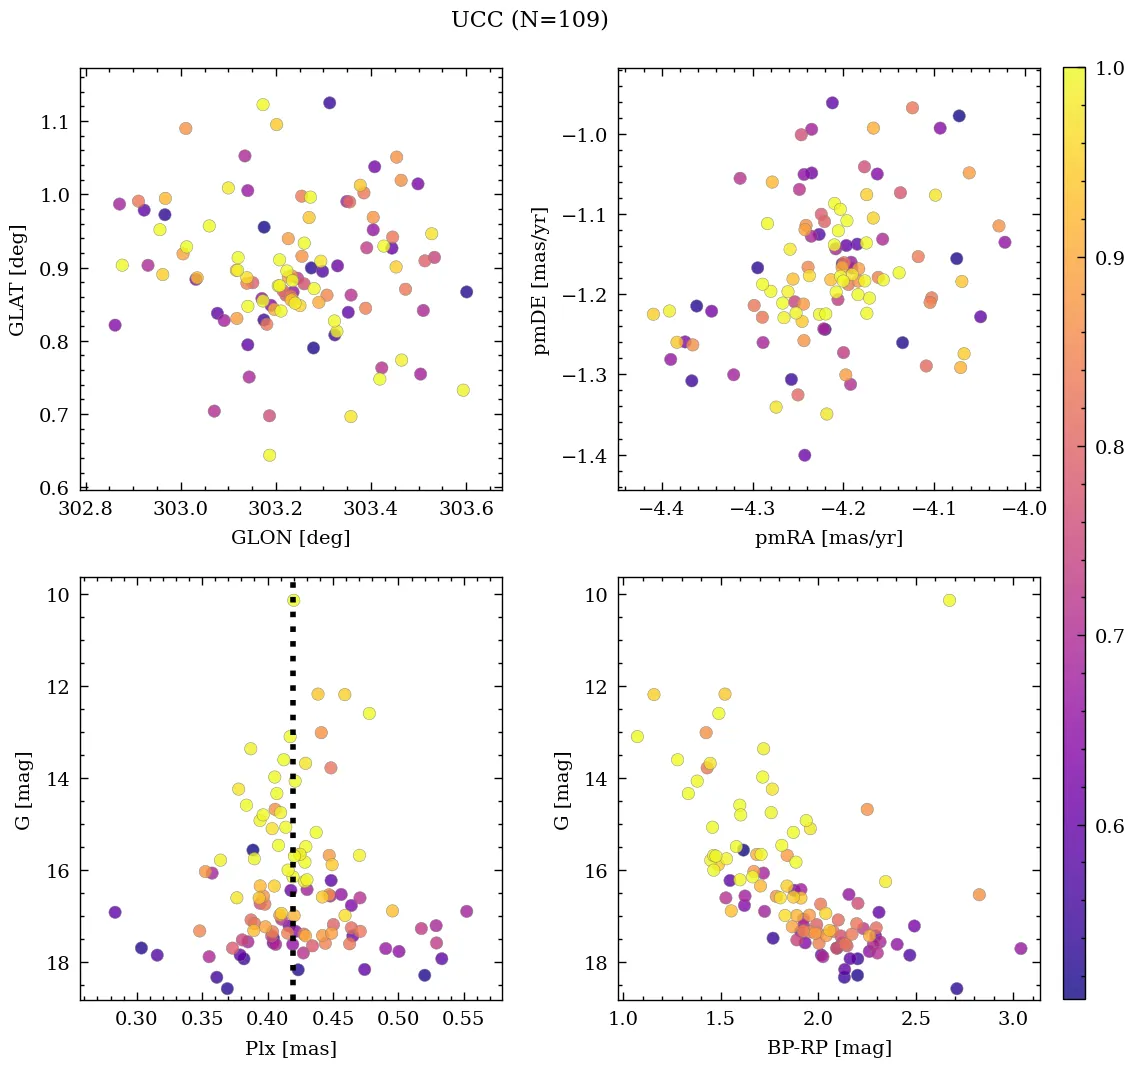 UCC (N=109)
1.1
1.0
0.9
0.8
0.7
0.6
GLAT [deg]
302.8 303.0 303.2 303.4 303.6
GLON [deg]
−1.0
−1.1
−1.2
−1.3
−1.4
pmDE [mas/yr]
−4.4 −4.3 −4.2 −4.1 −4.0
pmRA [mas/yr]
1.0
0.9
0.8
0.7
0.6
10
12
14
16
18
G [mag]
0.30 0.35 0.40 0.45 0.50 0.55
Plx [mas]
10
12
14
16
18
G [mag]
1.0 1.5 2.0 2.5 3.0
BP-RP [mag]